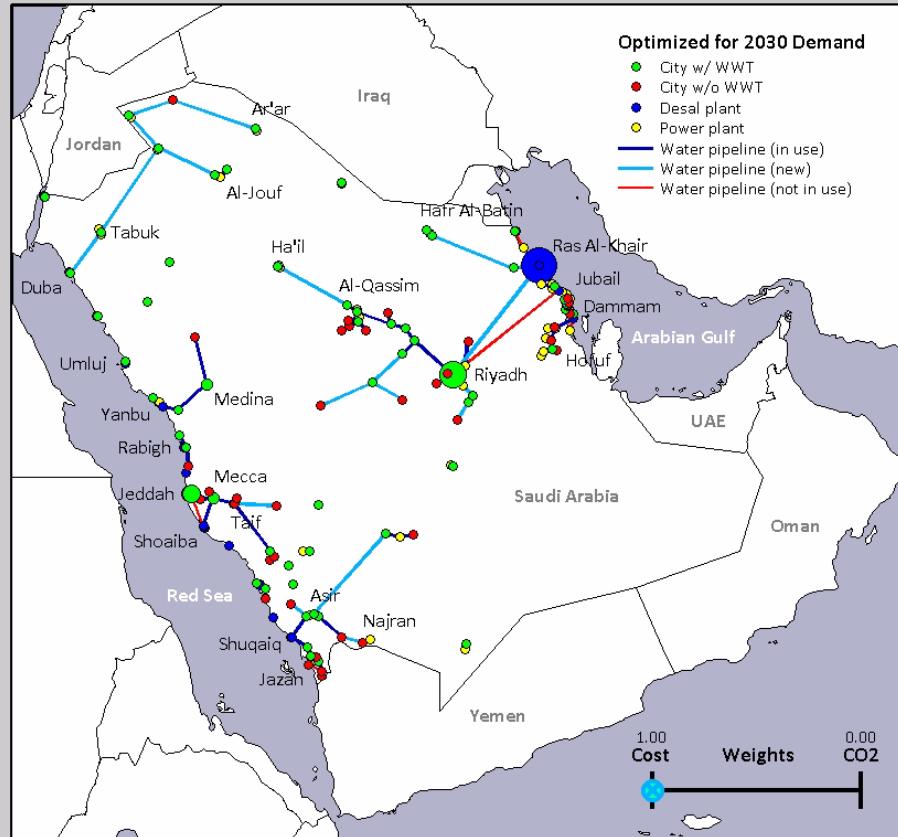 Optimized for 2030 Demand
City w/ WWT
City w/o WWT
Desal plant
Power plant
Water pipeline (in use)
Water pipeline (new)
Water pipeline (not in use)
Iraq
Ar'ar
Jordan
Al-Jouf
Hafr Al-Batin
Tabuk
Ras Al-Khair
Ha'il
Jubail
Duba
Al-Qassim
Dammam
Arabian Gulf
Umluj
Hofuf
Riyadh
Medina
Yanbu
UAE
Rabigh
Mecca
Jeddah
Saudi Arabia
Taif
Oman
Shoaiba
Red Sea
Asir
Najran
Shuqaiq
Jazan
Yemen
1.00 0.00
Cost Weights CO2